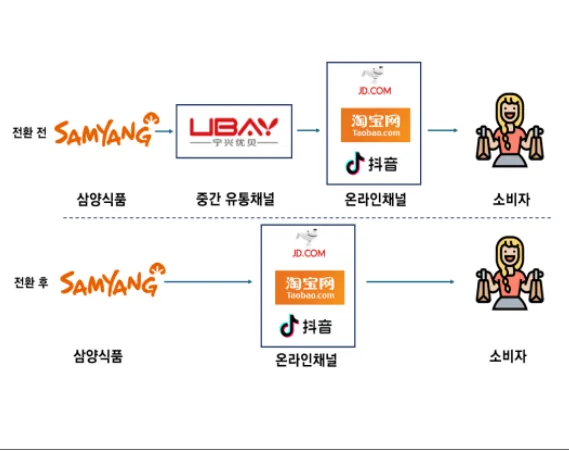 전환 전
SAMYANG
UBAY
宁兴优贝
JD.COM
淘宝网
Taobao.com
抖音
삼양식품
중간 유통채널
온라인채널
소비자
전환 후
SAMYANG
JD.COM
淘宝网
Taobao.com
抖音
삼양식품
온라인채널
소비자